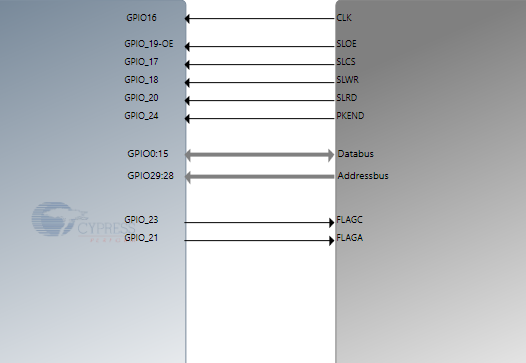 GPIO16 CLK
GPIO_19-OE SLOE
GPIO_17 SLCS
GPIO_18 SLWR
GPIO_20 SLRD
GPIO_24 PKEND
GPIO0:15 Databus
GPIO29:28 Addressbus
GPIO_23 FLAGC
CYPRESS
GPIO_21 FLAGA